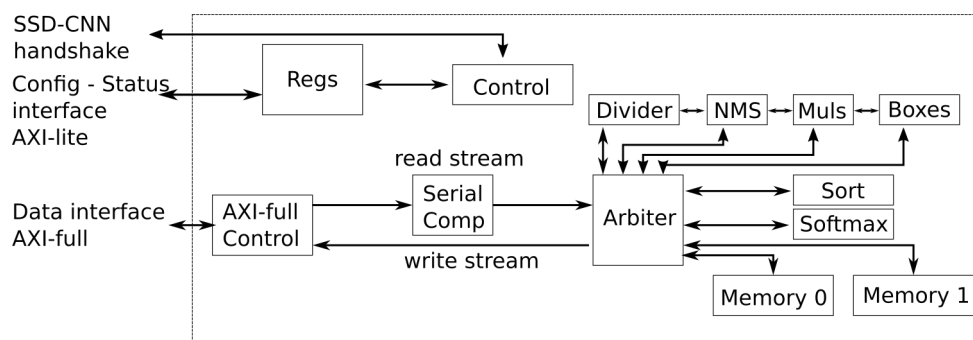 SSD-CNN
handshake
Config - Status
interface
AXI-lite
Regs
Control
Divider
NMS
Muls
Boxes
read stream
Data interface
AXI-full
AXI-full
Control
Serial
Comp
Arbiter
Sort
Softmax
write stream
Memory 0
Memory 1